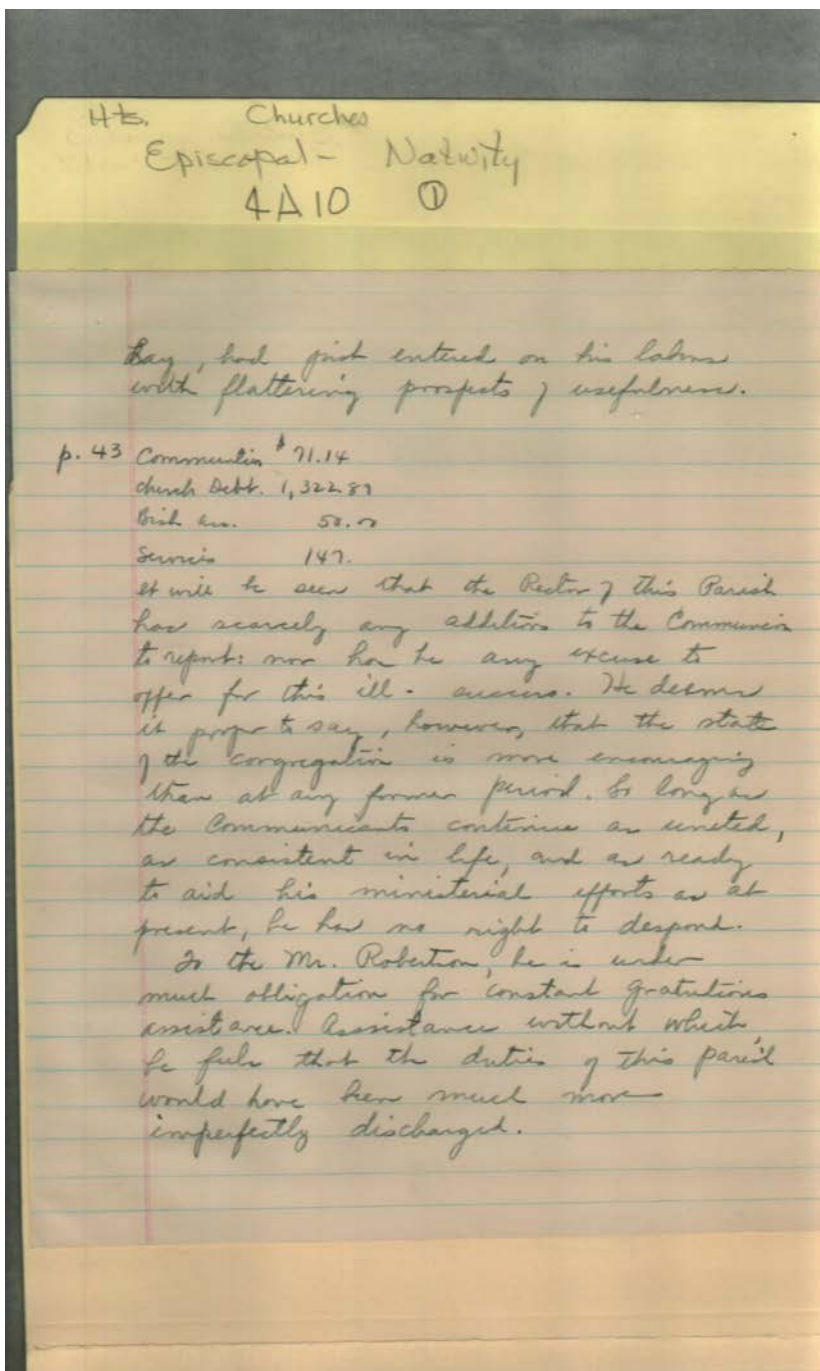 Hts. Churches
Episcopal - Nativity
4A10 ①
Lay, had just entered on his labors
with flattering prospects of usefulness.
p. 43 Communion $71.14
church Debt. 1,322.89
Bish ass. 50.00
Services 147.
It will be seen that the Rector of this Parish
has scarcely any additions to the Communion
to report: nor has he any excuse to
offer for this ill-success. He deems
it proper to say, however, that the state
of the congregation is more encouraging
than at any former period. So long as
the Communicants continue as united,
as consistent in life, and as ready
to aid his ministerial efforts as at
present, he has no right to despond.
To the Mr. Robertson, he is under
much obligation for constant gratuitous
assistance. Assistance without which,
he feels that the duties of this parish
would have been much more
imperfectly discharged.